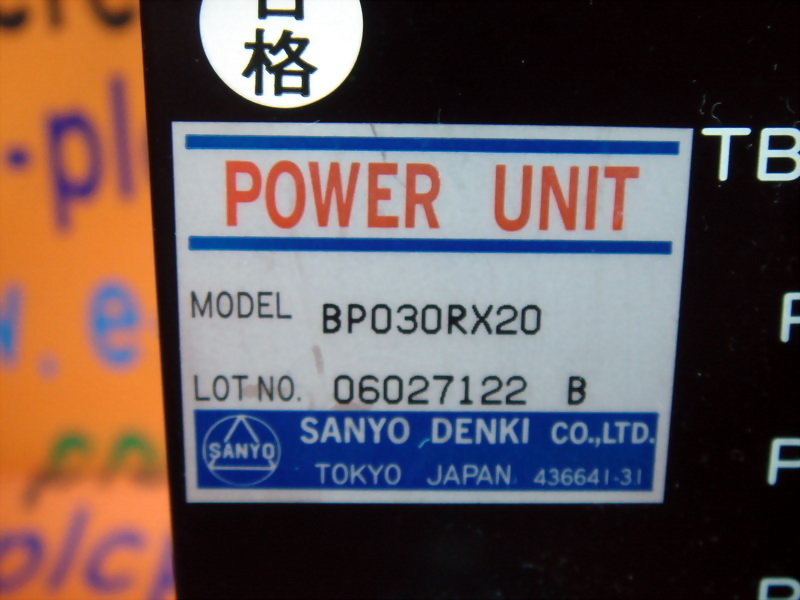 格
POWER UNIT
MODEL BP030RX20
LOT NO. 06027122 B
SANYO
SANYO DENKI CO.,LTD.
TOKYO JAPAN 436641-31
TB